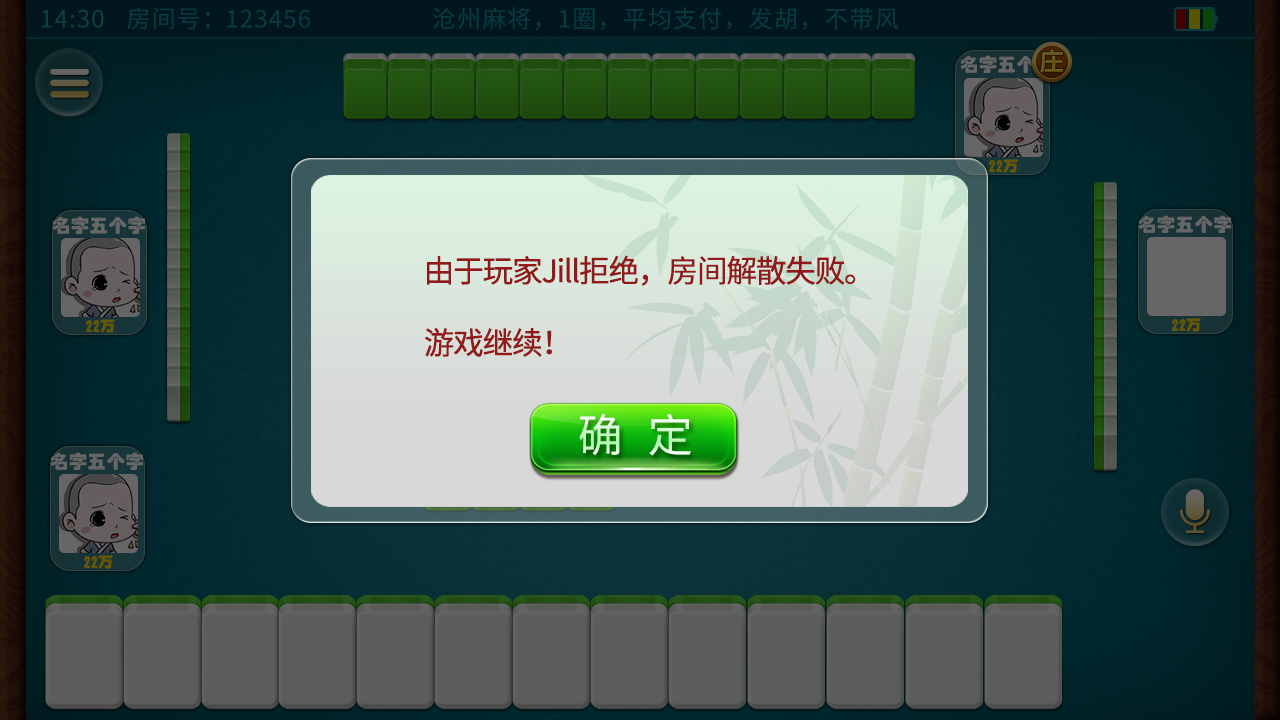 14:30 房间号：123456 沧州麻将，1圈，平均支付，发胡，不带风
名字五个
庄
22万
名字五个字
22万
名字五个字
22万
由于玩家Jill拒绝，房间解散失败。
游戏继续！
确 定
名字五个字
22万